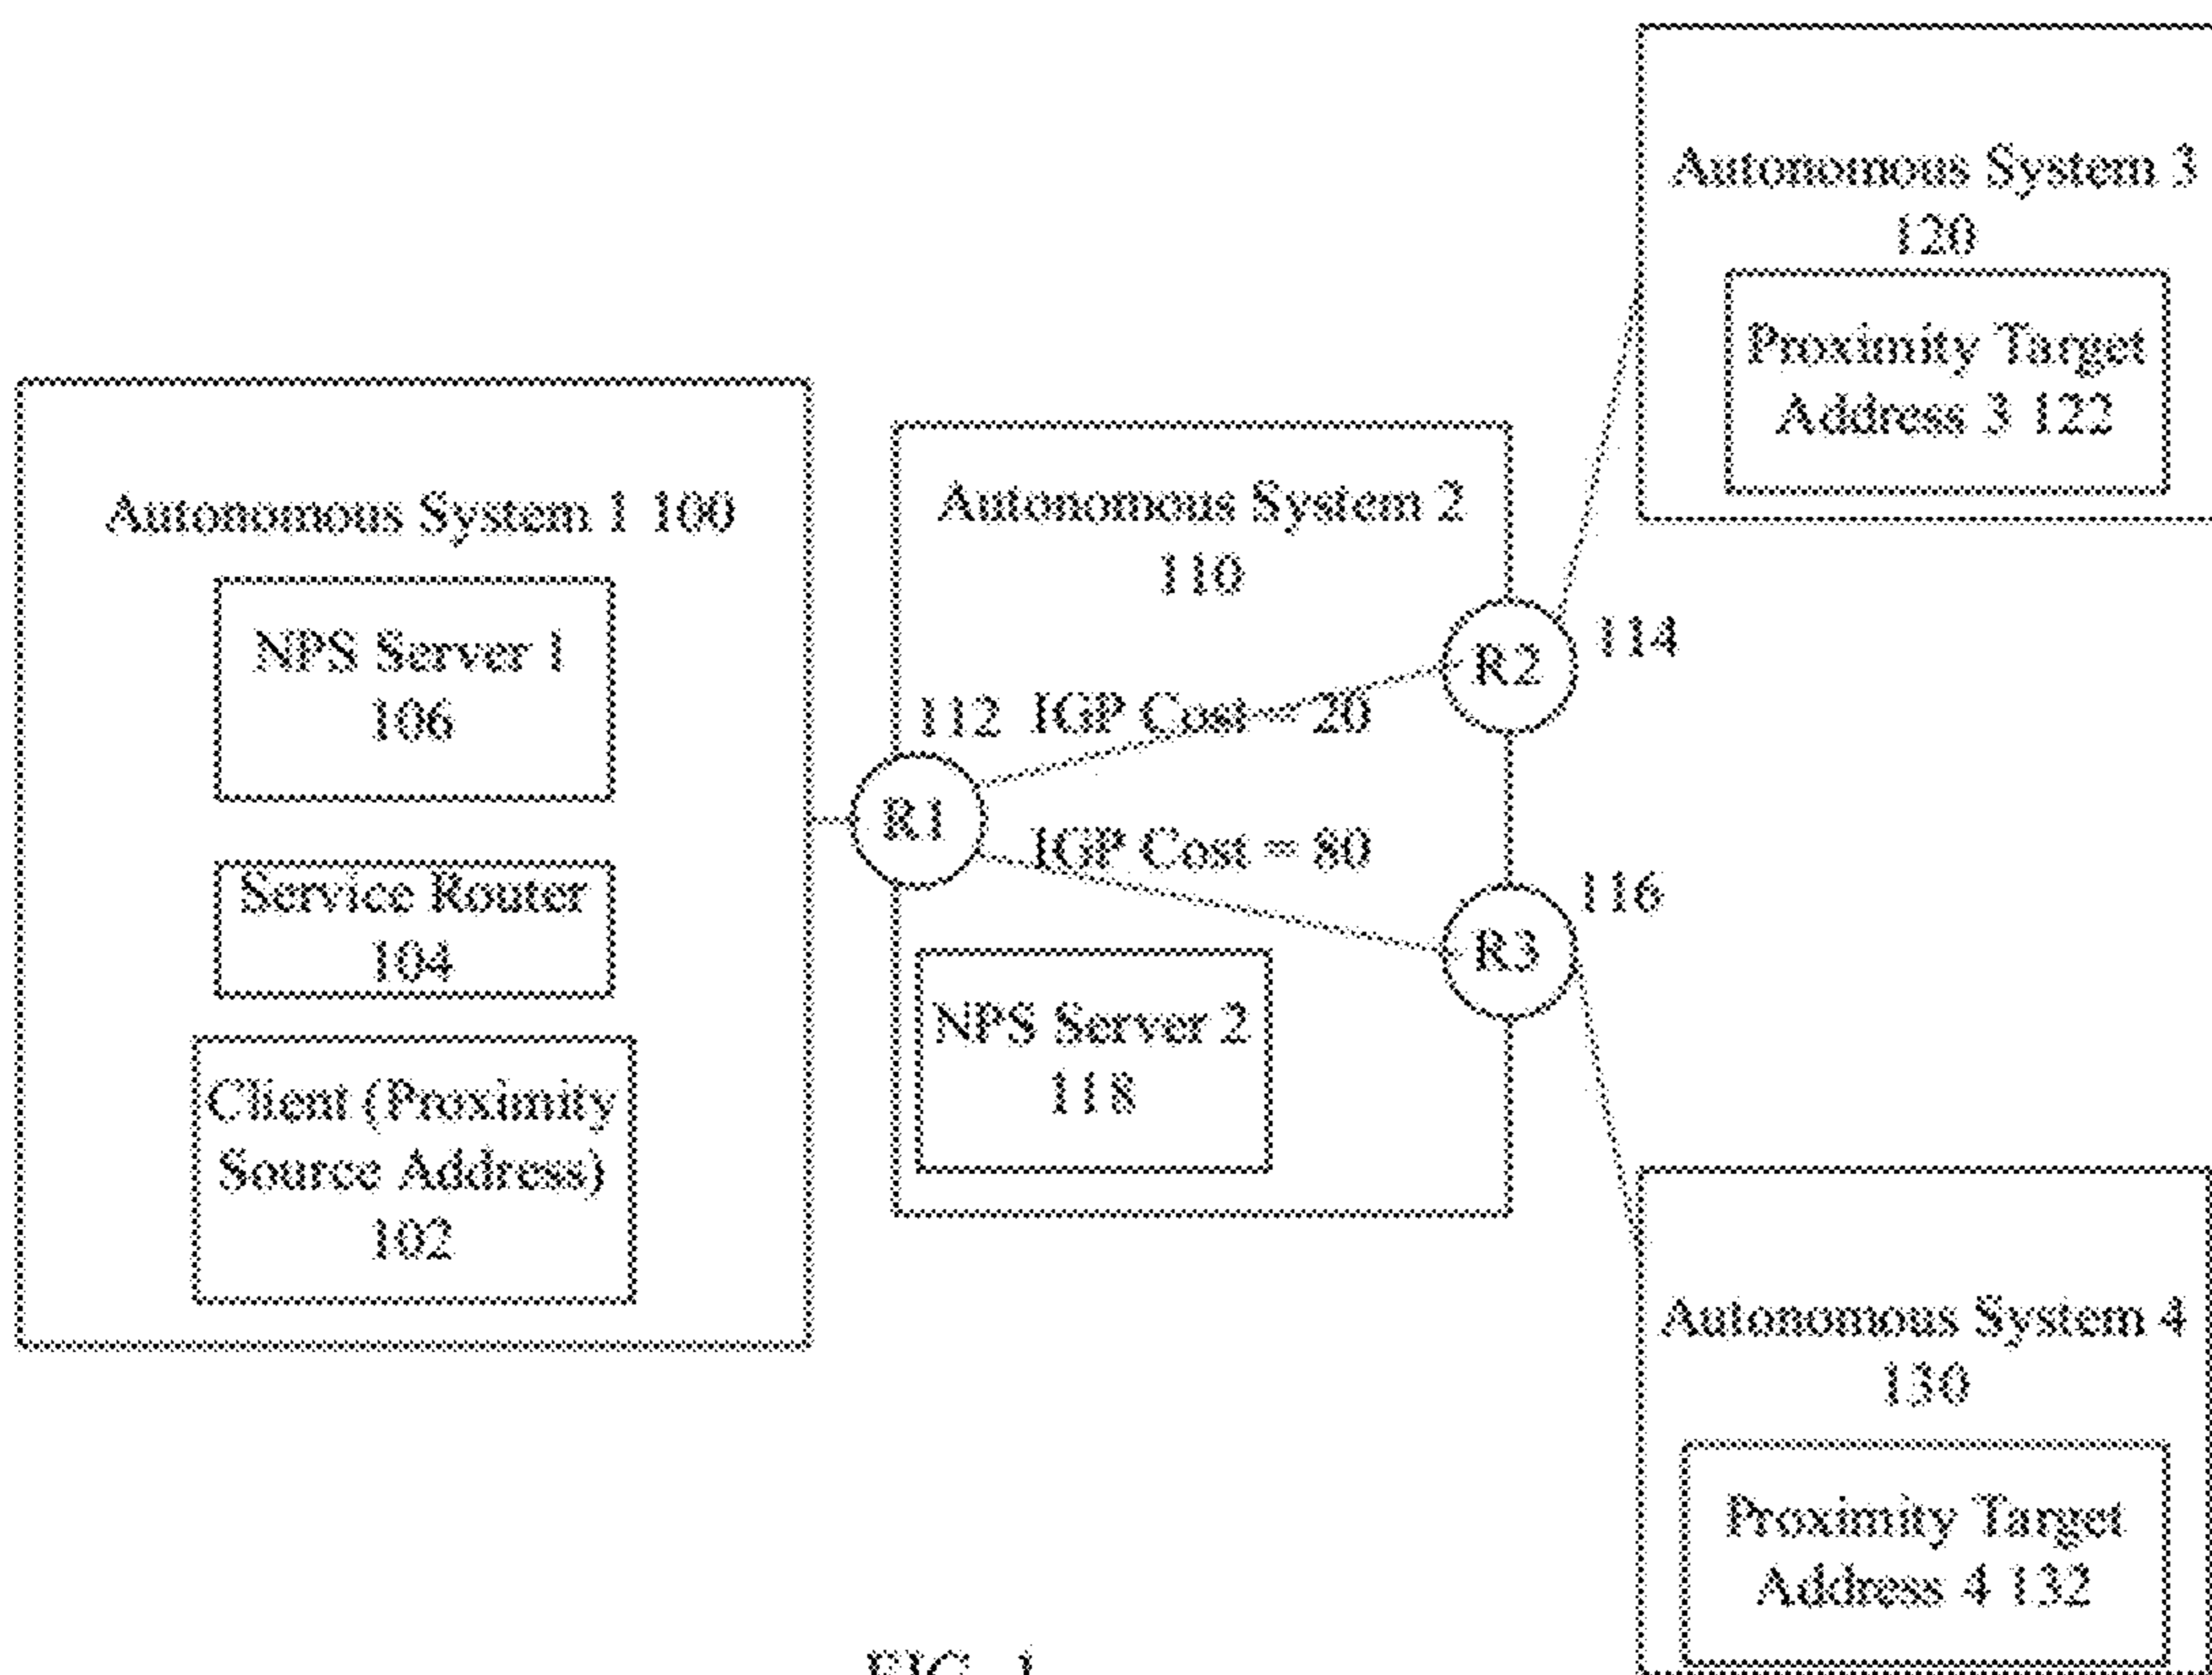 Autonomous System 1 100
NPS Server 1
106
Service Router
104
Client (Proximity
Source Address)
102
Autonomous System 2
110
112 IGP Cost = 20
R1
IGP Cost = 80
R2
114
R3
116
NPS Server 2
118
Autonomous System 3
120
Proximity Target
Address 3 122
Autonomous System 4
130
Proximity Target
Address 4 132
FIG. 1